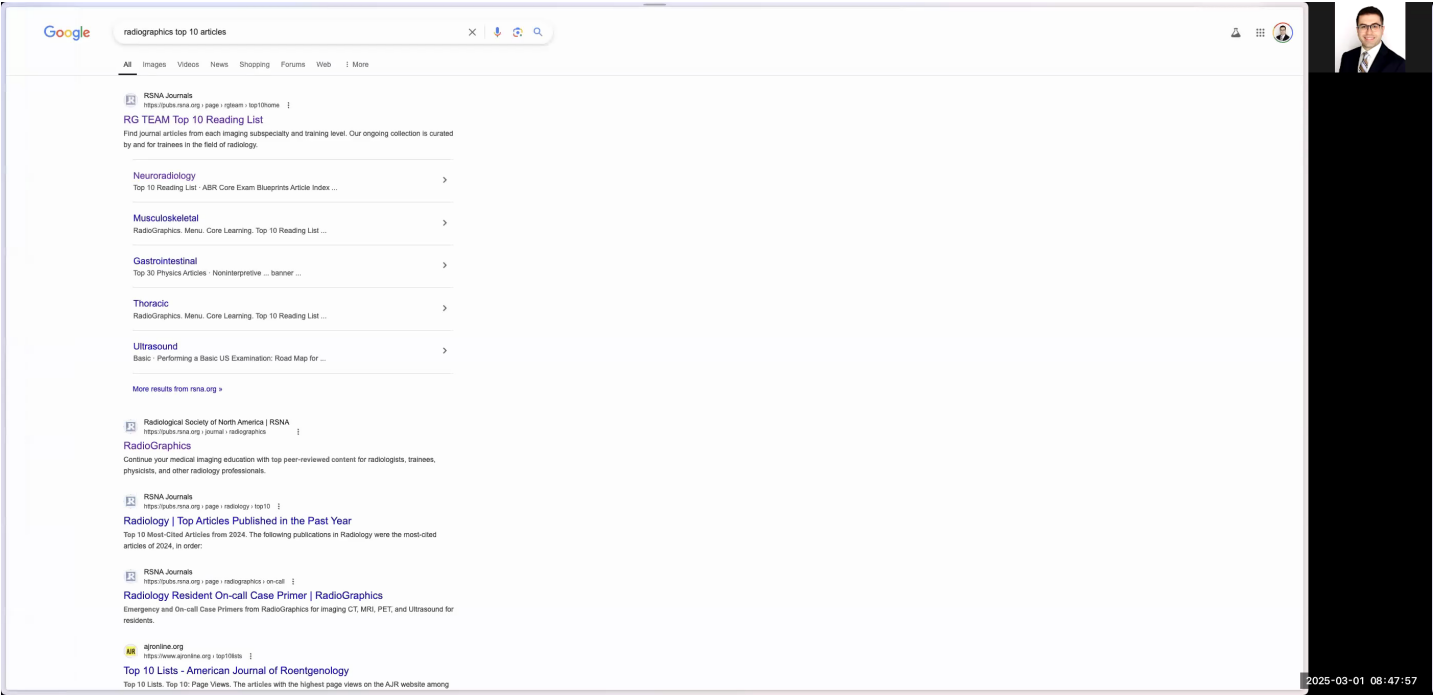 Google
radiographics top 10 articles
All Images Videos News Shopping Forums Web More
RSNA Journals
https://pubs.rsna.org › page › rgteam › top10home
RG TEAM Top 10 Reading List
Find journal articles from each imaging subspecialty and training level. Our ongoing collection is curated
by and for trainees in the field of radiology.
Neuroradiology
Top 10 Reading List · ABR Core Exam Blueprints Article Index ...
Musculoskeletal
RadioGraphics. Menu. Core Learning. Top 10 Reading List ...
Gastrointestinal
Top 30 Physics Articles · Noninterpretive ... banner ...
Thoracic
RadioGraphics. Menu. Core Learning. Top 10 Reading List ...
Ultrasound
Basic · Performing a Basic US Examination: Road Map for ...
More results from rsna.org »
Radiological Society of North America | RSNA
https://pubs.rsna.org › journal › radiographics
RadioGraphics
Continue your medical imaging education with top peer-reviewed content for radiologists, trainees,
physicists, and other radiology professionals.
RSNA Journals
https://pubs.rsna.org › page › radiology › top10
Radiology | Top Articles Published in the Past Year
Top 10 Most-Cited Articles from 2024. The following publications in Radiology were the most-cited
articles of 2024, in order:
RSNA Journals
https://pubs.rsna.org › page › radiographics › on-call
Radiology Resident On-call Case Primer | RadioGraphics
Emergency and On-call Case Primers from RadioGraphics for imaging CT, MRI, PET, and Ultrasound for
residents.
AJR
ajronline.org
https://www.ajronline.org › top10lists
Top 10 Lists - American Journal of Roentgenology
Top 10 Lists. Top 10: Page Views. The articles with the highest page views on the AJR website among
2025-03-01 08:47:57